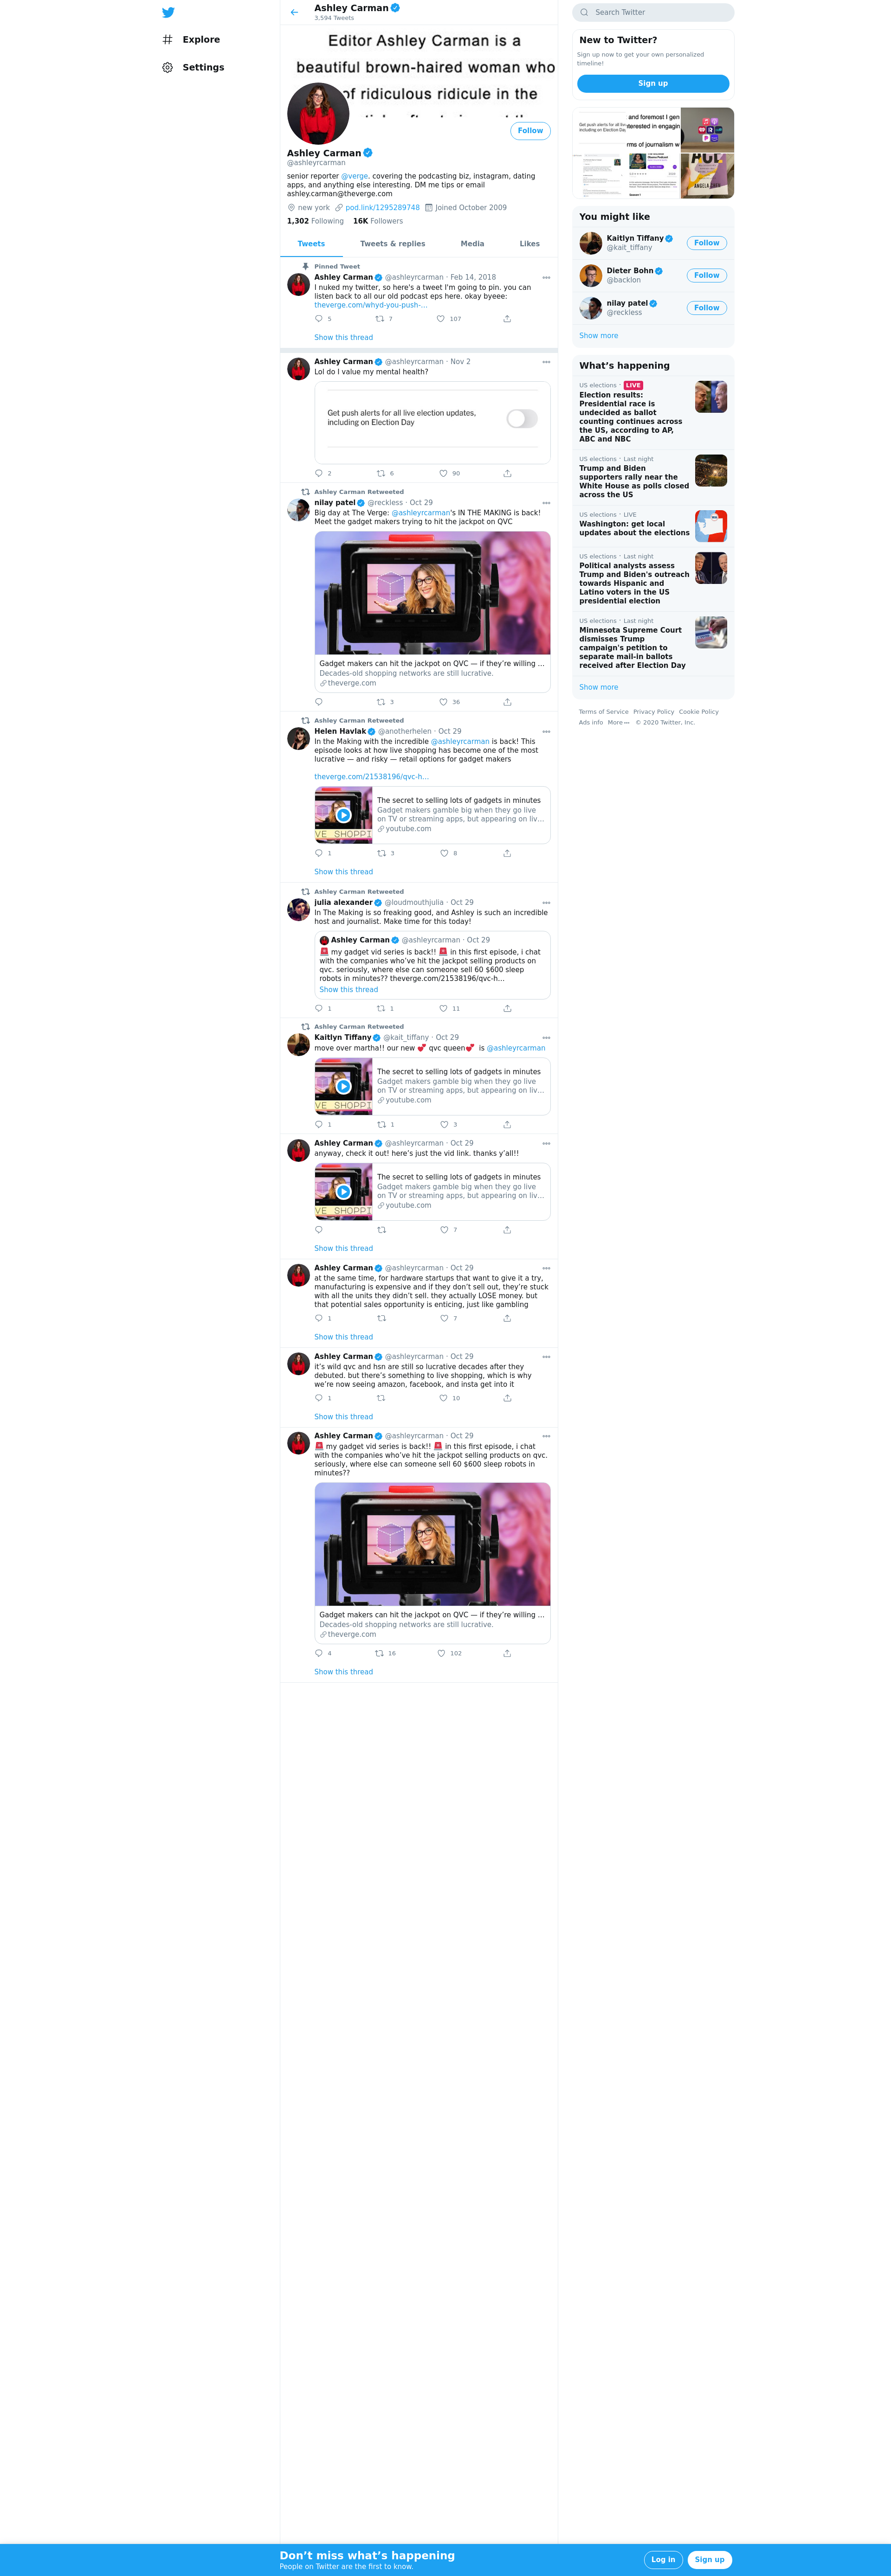 Explore
Settings
Ashley Carman
3,594 Tweets
Editor Ashley Carman is a
beautiful brown-haired woman who
of ridiculous ridicule in the
Follow
Ashley Carman
@ashleyrcarman
senior reporter @verge. covering the podcasting biz, instagram, dating
apps, and anything else interesting. DM me tips or email
ashley.carman@theverge.com
new york pod.link/1295289748 Joined October 2009
1,302 Following 16K Followers
Tweets Tweets & replies Media Likes
Pinned Tweet
Ashley Carman @ashleyrcarman · Feb 14, 2018
I nuked my twitter, so here's a tweet I'm going to pin. you can
listen back to all our old podcast eps here. okay byeee:
theverge.com/whyd-you-push-...
5 7 107
Show this thread
Ashley Carman @ashleyrcarman · Nov 2
Lol do I value my mental health?
Get push alerts for all live election updates,
including on Election Day
2 6 90
Ashley Carman Retweeted
nilay patel @reckless · Oct 29
Big day at The Verge: @ashleyrcarman's IN THE MAKING is back!
Meet the gadget makers trying to hit the jackpot on QVC
Gadget makers can hit the jackpot on QVC — if they're willing ...
Decades-old shopping networks are still lucrative.
theverge.com
3 36
Ashley Carman Retweeted
Helen Havlak @anotherhelen · Oct 29
In the Making with the incredible @ashleyrcarman is back! This
episode looks at how live shopping has become one of the most
lucrative — and risky — retail options for gadget makers
theverge.com/21538196/qvc-h...
VE SHOPPI
The secret to selling lots of gadgets in minutes
Gadget makers gamble big when they go live
on TV or streaming apps, but appearing on liv...
youtube.com
1 3 8
Show this thread
Ashley Carman Retweeted
julia alexander @loudmouthjulia · Oct 29
In The Making is so freaking good, and Ashley is such an incredible
host and journalist. Make time for this today!
Ashley Carman @ashleyrcarman · Oct 29
🚨 my gadget vid series is back!! 🚨 in this first episode, i chat
with the companies who've hit the jackpot selling products on
qvc. seriously, where else can someone sell 60 $600 sleep
robots in minutes?? theverge.com/21538196/qvc-h...
Show this thread
1 1 11
Ashley Carman Retweeted
Kaitlyn Tiffany @kait_tiffany · Oct 29
move over martha!! our new 💞 qvc queen💞 is @ashleyrcarman
VE SHOPPI
The secret to selling lots of gadgets in minutes
Gadget makers gamble big when they go live
on TV or streaming apps, but appearing on liv...
youtube.com
1 1 3
Ashley Carman @ashleyrcarman · Oct 29
anyway, check it out! here's just the vid link. thanks y'all!!
VE SHOPPI
The secret to selling lots of gadgets in minutes
Gadget makers gamble big when they go live
on TV or streaming apps, but appearing on liv...
youtube.com
7
Show this thread
Ashley Carman @ashleyrcarman · Oct 29
at the same time, for hardware startups that want to give it a try,
manufacturing is expensive and if they don't sell out, they're stuck
with all the units they didn't sell. they actually LOSE money. but
that potential sales opportunity is enticing, just like gambling
1 7
Show this thread
Ashley Carman @ashleyrcarman · Oct 29
it's wild qvc and hsn are still so lucrative decades after they
debuted. but there's something to live shopping, which is why
we're now seeing amazon, facebook, and insta get into it
1 10
Show this thread
Ashley Carman @ashleyrcarman · Oct 29
🚨 my gadget vid series is back!! 🚨 in this first episode, i chat
with the companies who've hit the jackpot selling products on qvc.
seriously, where else can someone sell 60 $600 sleep robots in
minutes??
Gadget makers can hit the jackpot on QVC — if they're willing ...
Decades-old shopping networks are still lucrative.
theverge.com
4 16 102
Show this thread
Search Twitter
New to Twitter?
Sign up now to get your own personalized
timeline!
Sign up
Get push alerts for all live
including on Election Day
and foremost I gen
terested in engagin
rms of journalism w
You might like
Kaitlyn Tiffany
@kait_tiffany
Follow
Dieter Bohn
@backlon
Follow
nilay patel
@reckless
Follow
Show more
What's happening
US elections · LIVE
Election results:
Presidential race is
undecided as ballot
counting continues across
the US, according to AP,
ABC and NBC
US elections · Last night
Trump and Biden
supporters rally near the
White House as polls closed
across the US
US elections · LIVE
Washington: get local
updates about the elections
US elections · Last night
Political analysts assess
Trump and Biden's outreach
towards Hispanic and
Latino voters in the US
presidential election
US elections · Last night
Minnesota Supreme Court
dismisses Trump
campaign's petition to
separate mail-in ballots
received after Election Day
Show more
Terms of Service Privacy Policy Cookie Policy
Ads info More ··· © 2020 Twitter, Inc.
Don't miss what's happening
People on Twitter are the first to know.
Log in
Sign up